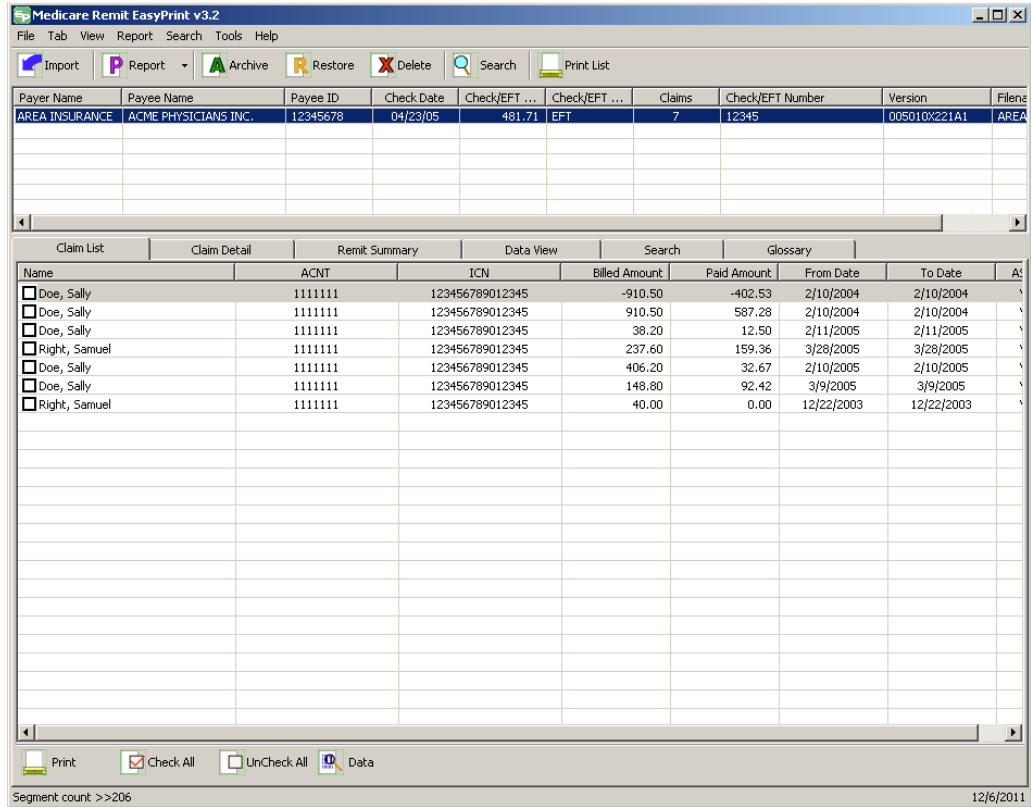 Medicare Remit EasyPrint v3.2
File Tab View Report Search Tools Help
Import P Report A Archive R Restore X Delete Search Print List
Payer Name Payee Name Payee ID Check Date Check/EFT ... Check/EFT ... Claims Check/EFT Number Version Filena
AREA INSURANCE ACME PHYSICIANS INC. 12345678 04/23/05 481.71 EFT 7 12345 005010X221A1 AREA
Claim List Claim Detail Remit Summary Data View Search Glossary
Name ACNT ICN Billed Amount Paid Amount From Date To Date AS
Doe, Sally 1111111 123456789012345 -910.50 -402.53 2/10/2004 2/10/2004
Doe, Sally 1111111 123456789012345 910.50 587.28 2/10/2004 2/10/2004
Doe, Sally 1111111 123456789012345 38.20 12.50 2/11/2005 2/11/2005
Right, Samuel 1111111 123456789012345 237.60 159.36 3/28/2005 3/28/2005
Doe, Sally 1111111 123456789012345 406.20 32.67 2/10/2005 2/10/2005
Doe, Sally 1111111 123456789012345 148.80 92.42 3/9/2005 3/9/2005
Right, Samuel 1111111 123456789012345 40.00 0.00 12/22/2003 12/22/2003
Print Check All UnCheck All Data
Segment count >>206 12/6/2011